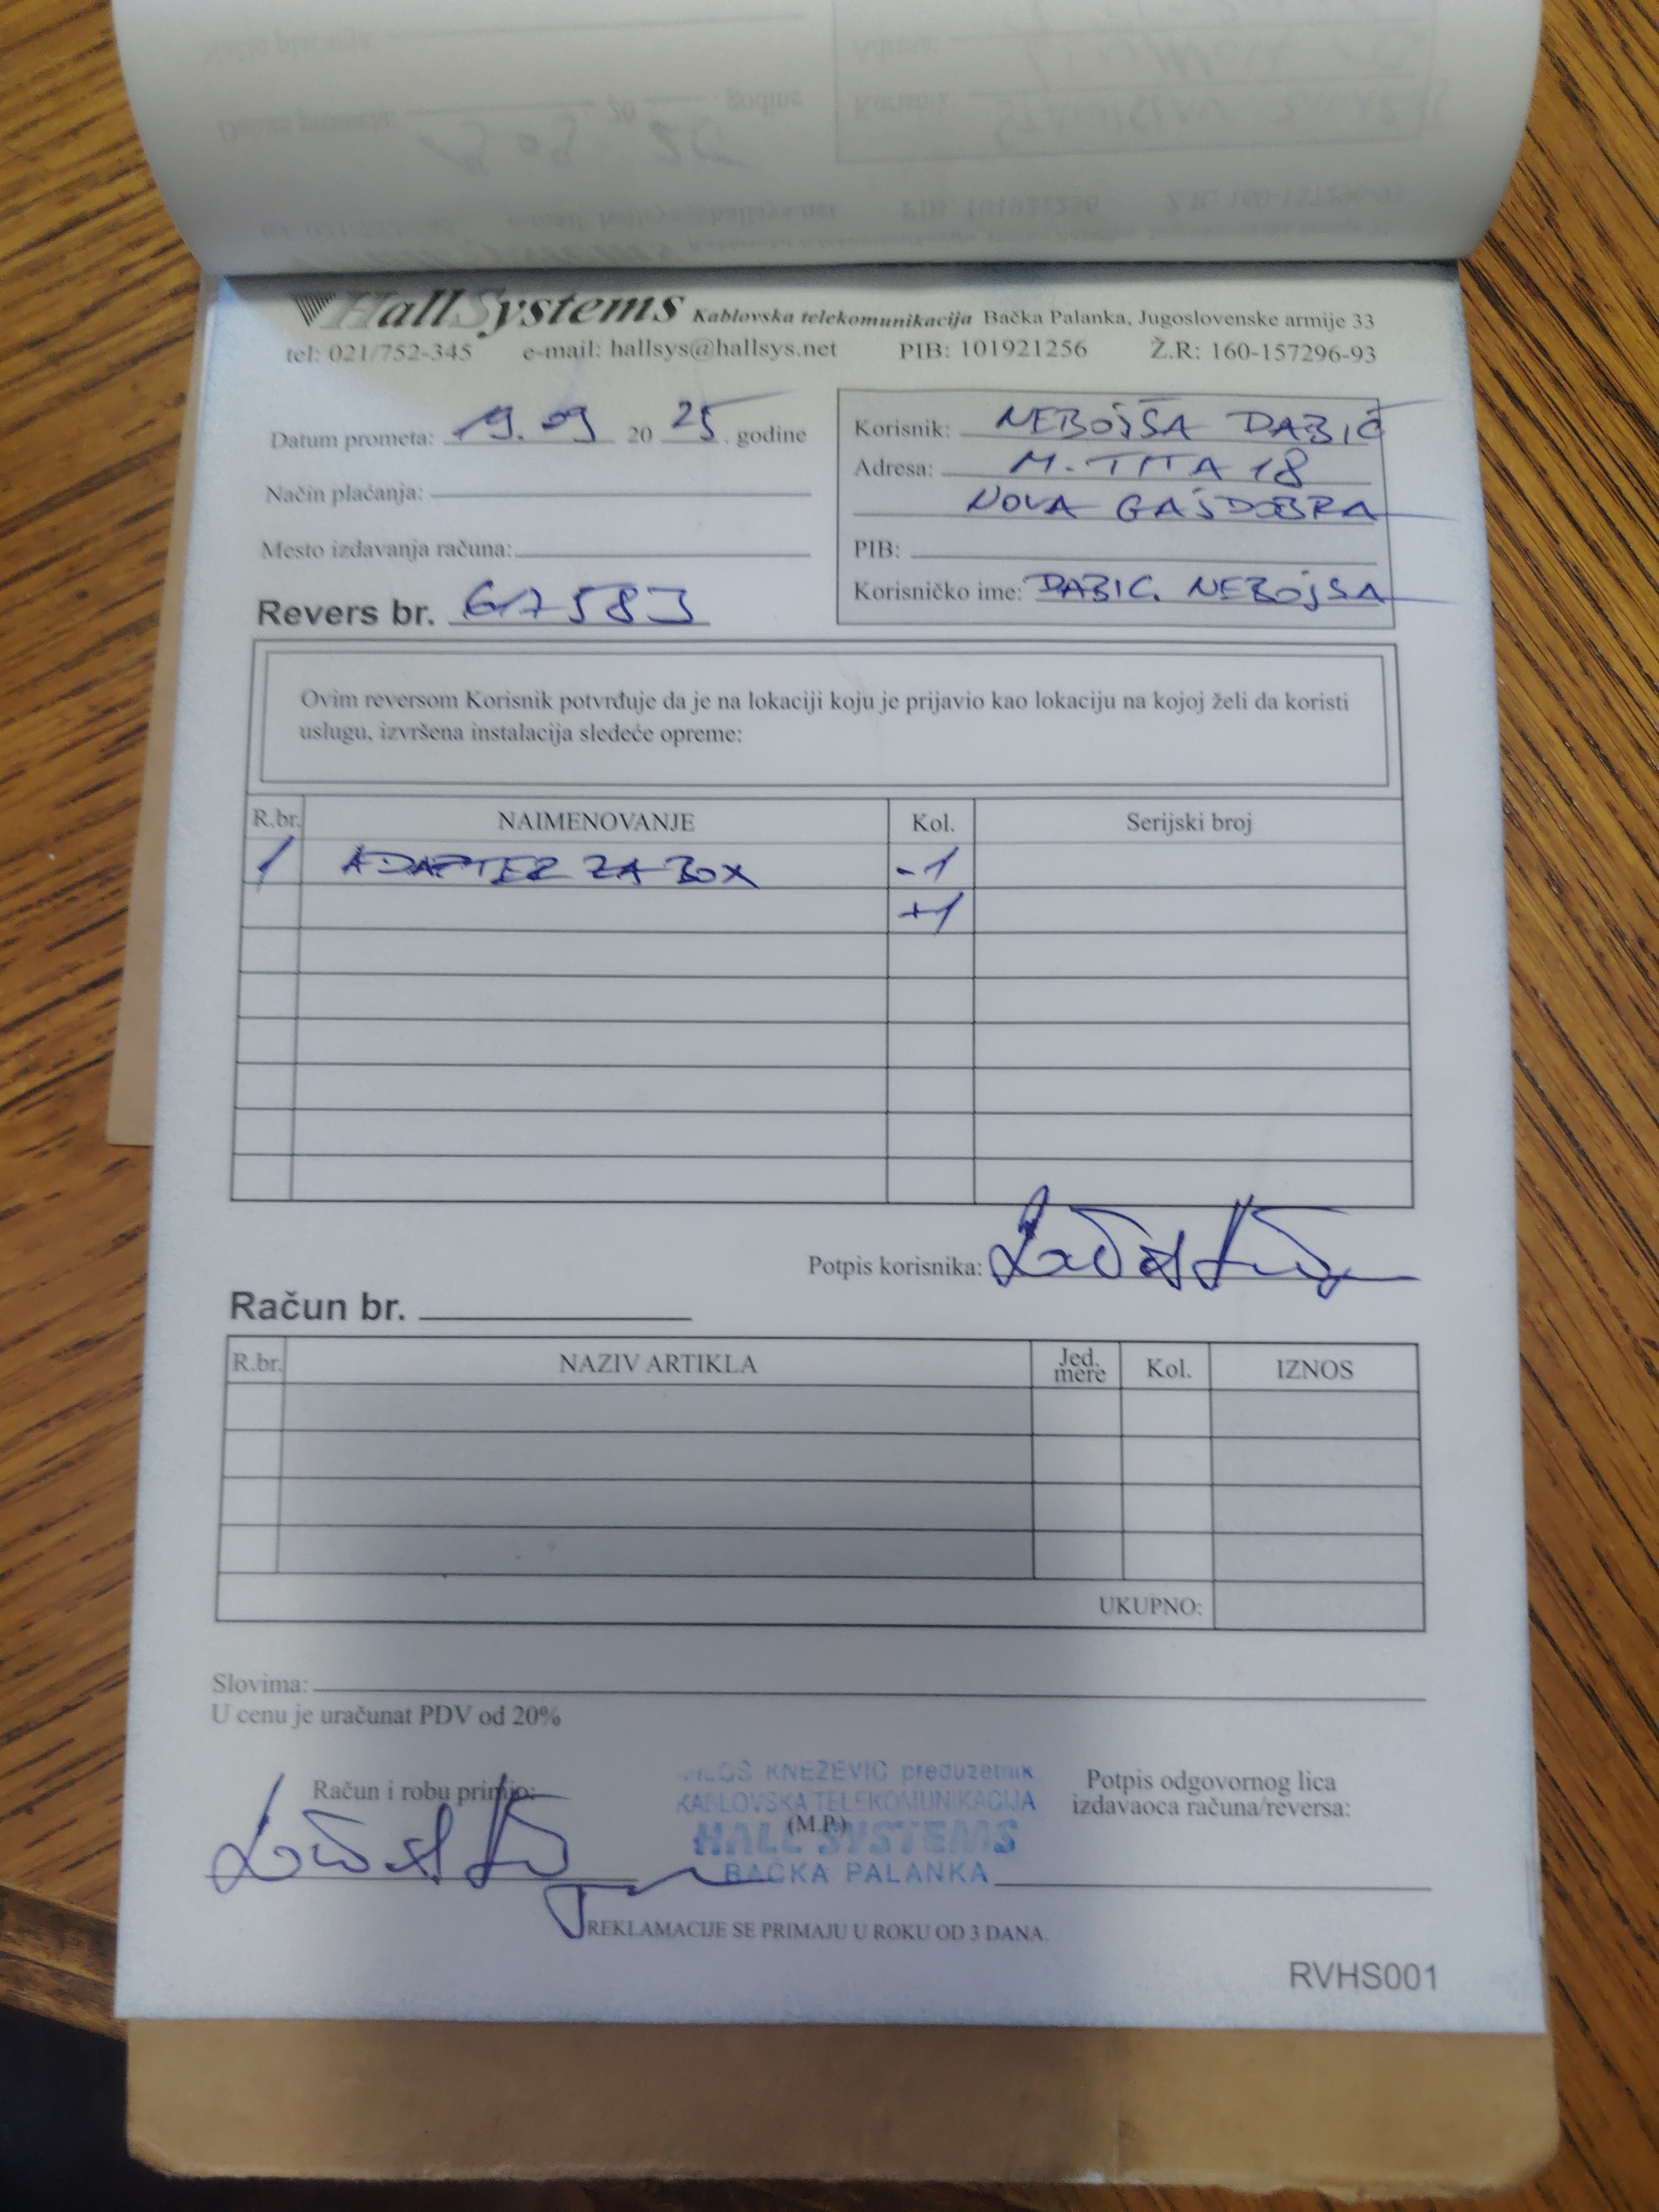 HallSystems Kablovska telekomunikacija Bačka Palanka, Jugoslovenske armije 33
tel: 021/752-345 e-mail: hallsys@hallsys.net PIB: 101921256 Ž.R: 160-157296-93
Datum prometa: 19.09 20 25. godine
Način plaćanja:
Mesto izdavanja računa:
Revers br. 617583
Korisnik: NEBOJŠA DABIĆ
Adresa: M. TITA 18
NOVA GAJDOBRA
PIB:
Korisničko ime: DABIC. NEBOJSA
Ovim reversom Korisnik potvrđuje da je na lokaciji koju je prijavio kao lokaciju na kojoj želi da koristi
uslugu, izvršena instalacija sledeće opreme:
R.br. NAIMENOVANJE Kol. Serijski broj
1 ADAPTER ZA BOX -1
+1
Potpis korisnika:
Račun br.
R.br. NAZIV ARTIKLA Jed. mere Kol. IZNOS
UKUPNO:
Slovima:
U cenu je uračunat PDV od 20%
Račun i robu primio:
KNEZEVIC preduzetnik
KABLOVSKA TELEKOMUNIKACIJA
(M.P.)
HALL SYSTEMS
BAČKA PALANKA
Potpis odgovornog lica
izdavaoca računa/reversa:
REKLAMACIJE SE PRIMAJU U ROKU OD 3 DANA.
RVHS001